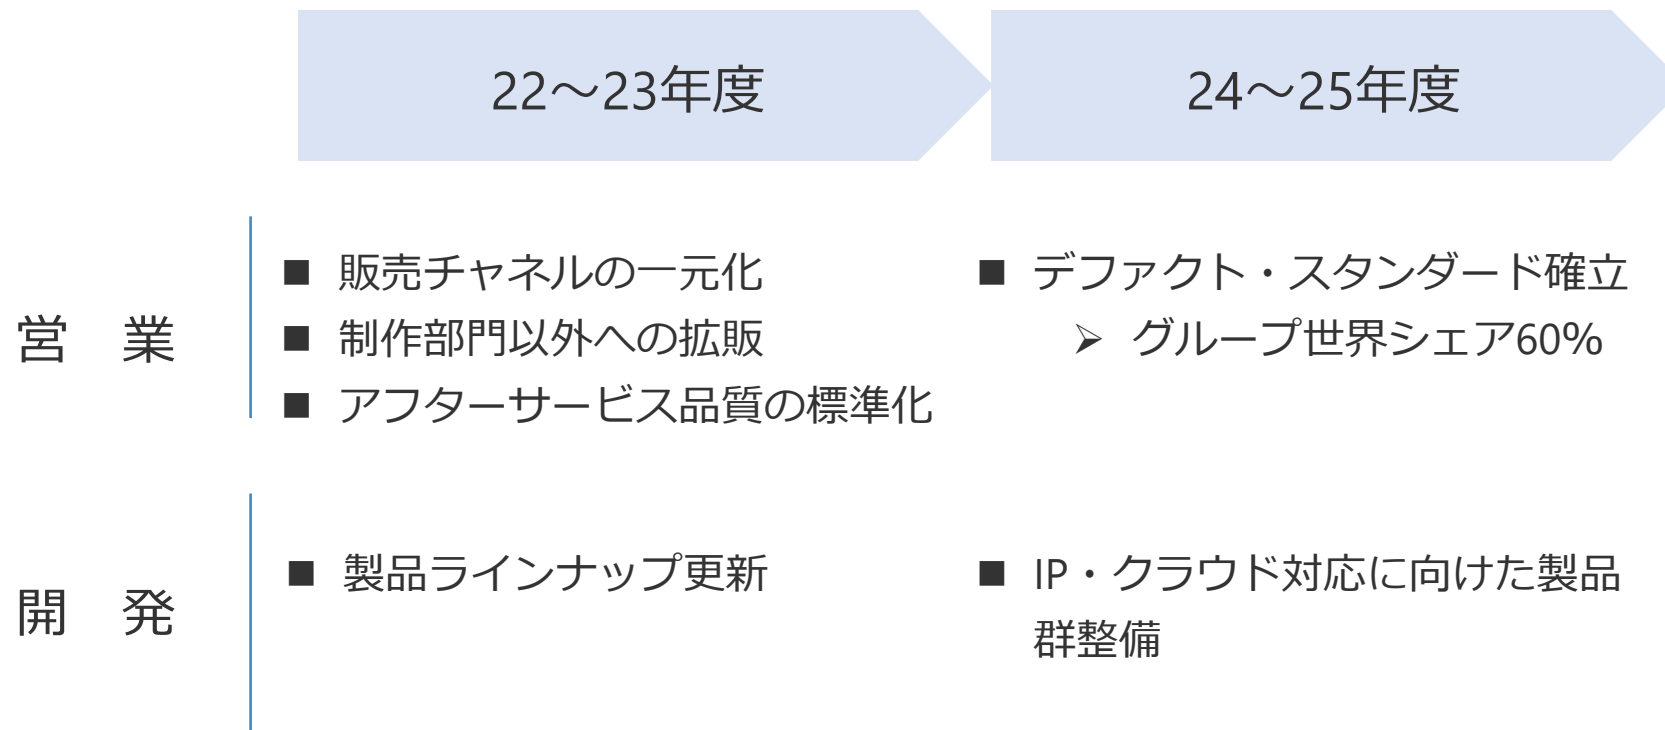 22～23年度
24～25年度
営　業
■ 販売チャネルの一元化
■ 制作部門以外への拡販
■ アフターサービス品質の標準化
■ デファクト・スタンダード確立
➢ グループ世界シェア60%
開　発
■ 製品ラインナップ更新
■ IP・クラウド対応に向けた製品
群整備